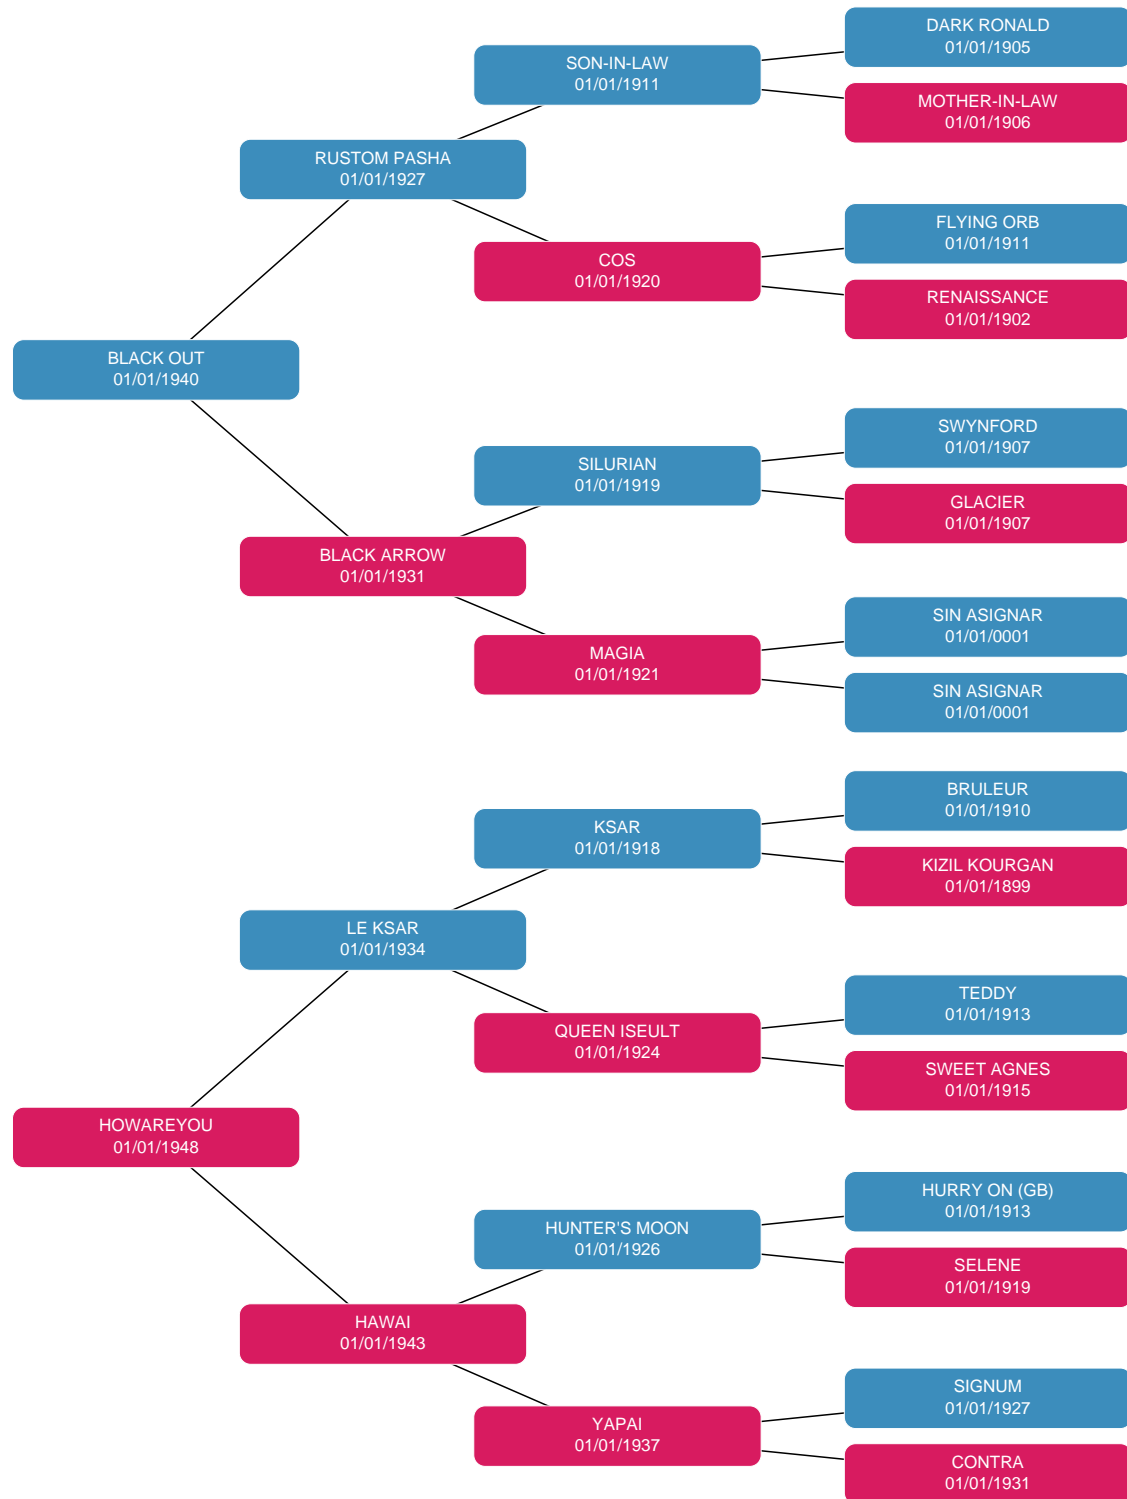 DARK RONALD
01/01/1905
SON-IN-LAW
01/01/1911
MOTHER-IN-LAW
01/01/1906
RUSTOM PASHA
01/01/1927
FLYING ORB
01/01/1911
COS
01/01/1920
RENAISSANCE
01/01/1902
BLACK OUT
01/01/1940
SWYNFORD
01/01/1907
SILURIAN
01/01/1919
GLACIER
01/01/1907
BLACK ARROW
01/01/1931
SIN ASIGNAR
01/01/0001
MAGIA
01/01/1921
SIN ASIGNAR
01/01/0001
BRULEUR
01/01/1910
KSAR
01/01/1918
KIZIL KOURGAN
01/01/1899
LE KSAR
01/01/1934
TEDDY
01/01/1913
QUEEN ISEULT
01/01/1924
SWEET AGNES
01/01/1915
HOWAREYOU
01/01/1948
HURRY ON (GB)
01/01/1913
HUNTER'S MOON
01/01/1926
SELENE
01/01/1919
HAWAI
01/01/1943
SIGNUM
01/01/1927
YAPAI
01/01/1937
CONTRA
01/01/1931